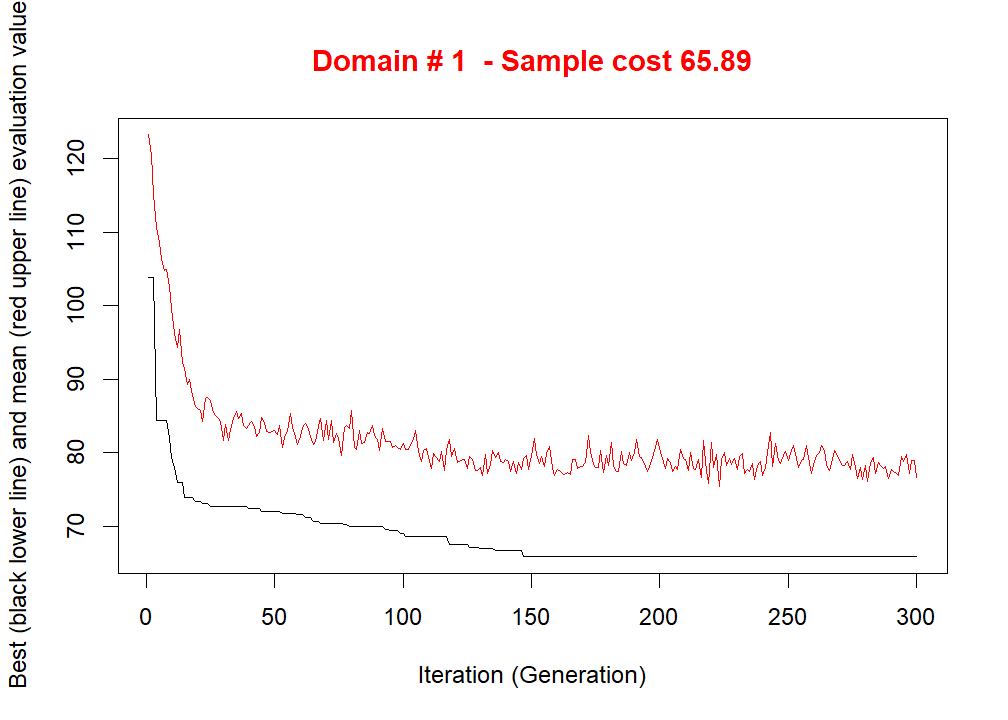 Domain # 1  - Sample cost 65.89
Best (black lower line) and mean (red upper line) evaluation value
120
110
100
90
80
70
0 50 100 150 200 250 300
Iteration (Generation)